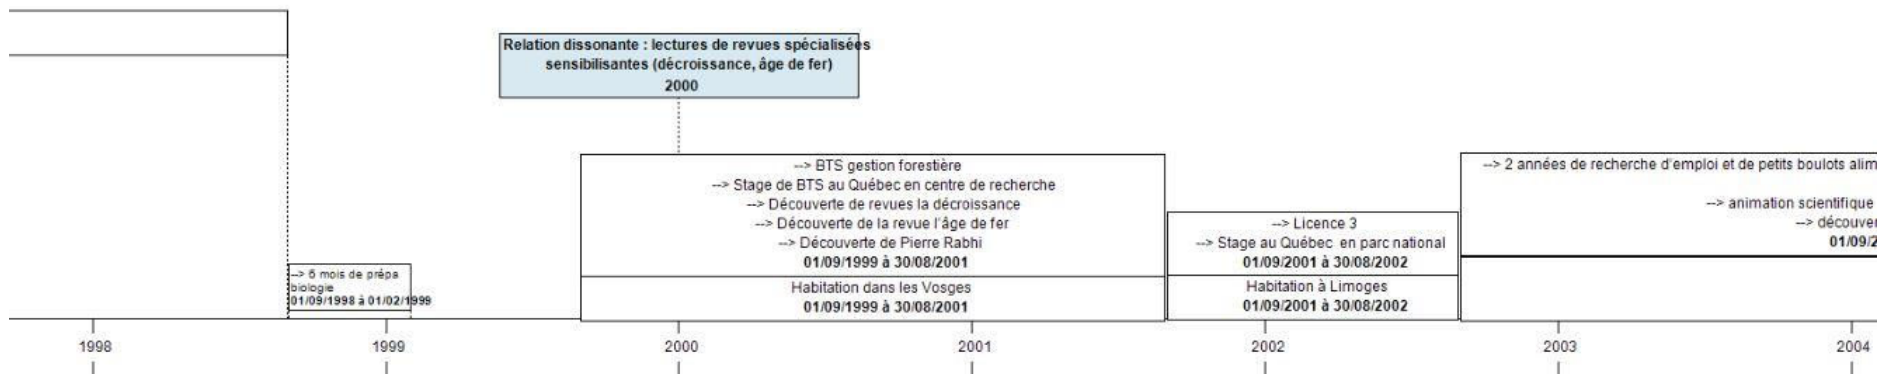 Relation dissonante : lectures de revues spécialisées
sensibilisantes (décroissance, âge de fer)
2000
--> 6 mois de prépa
biologie
01/09/1998 à 01/02/1999
--> BTS gestion forestière
--> Stage de BTS au Québec en centre de recherche
--> Découverte de revues la décroissance
--> Découverte de la revue l'âge de fer
--> Découverte de Pierre Rabhi
01/09/1999 à 30/08/2001
Habitation dans les Vosges
01/09/1999 à 30/08/2001
--> Licence 3
--> Stage au Québec en parc national
01/09/2001 à 30/08/2002
Habitation à Limoges
01/09/2001 à 30/08/2002
--> 2 années de recherche d'emploi et de petits boulots alim
--> animation scientifique
--> découver
01/09/2
1998
1999
2000
2001
2002
2003
2004